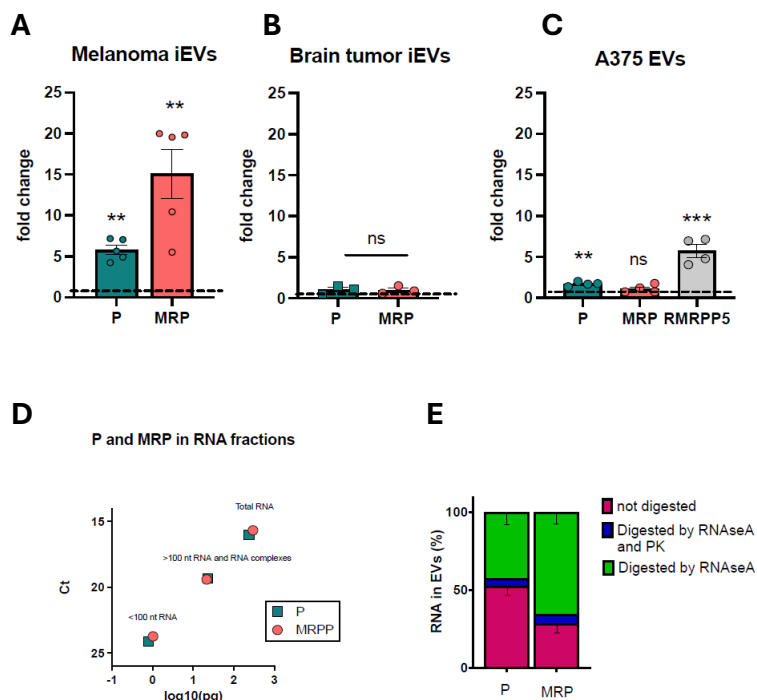 A
B
C
Melanoma iEVs
Brain tumor iEVs
A375 EVs
fold change
25
20
15
10
5
0
**
**
P
MRP
fold change
25
20
15
10
5
0
ns
P
MRP
fold change
25
20
15
10
5
0
**
ns
***
P
MRP
RMRPP5
D
E
P and MRP in RNA fractions
Ct
15
20
25
Total RNA
>100 nt RNA and RNA complexes
<100 nt RNA
P
MRPP
-1
0
1
2
3
log10(pg)
RNA in EVs (%)
100
50
0
P
MRP
not digested
Digested by RNAseA
and PK
Digested by RNAseA